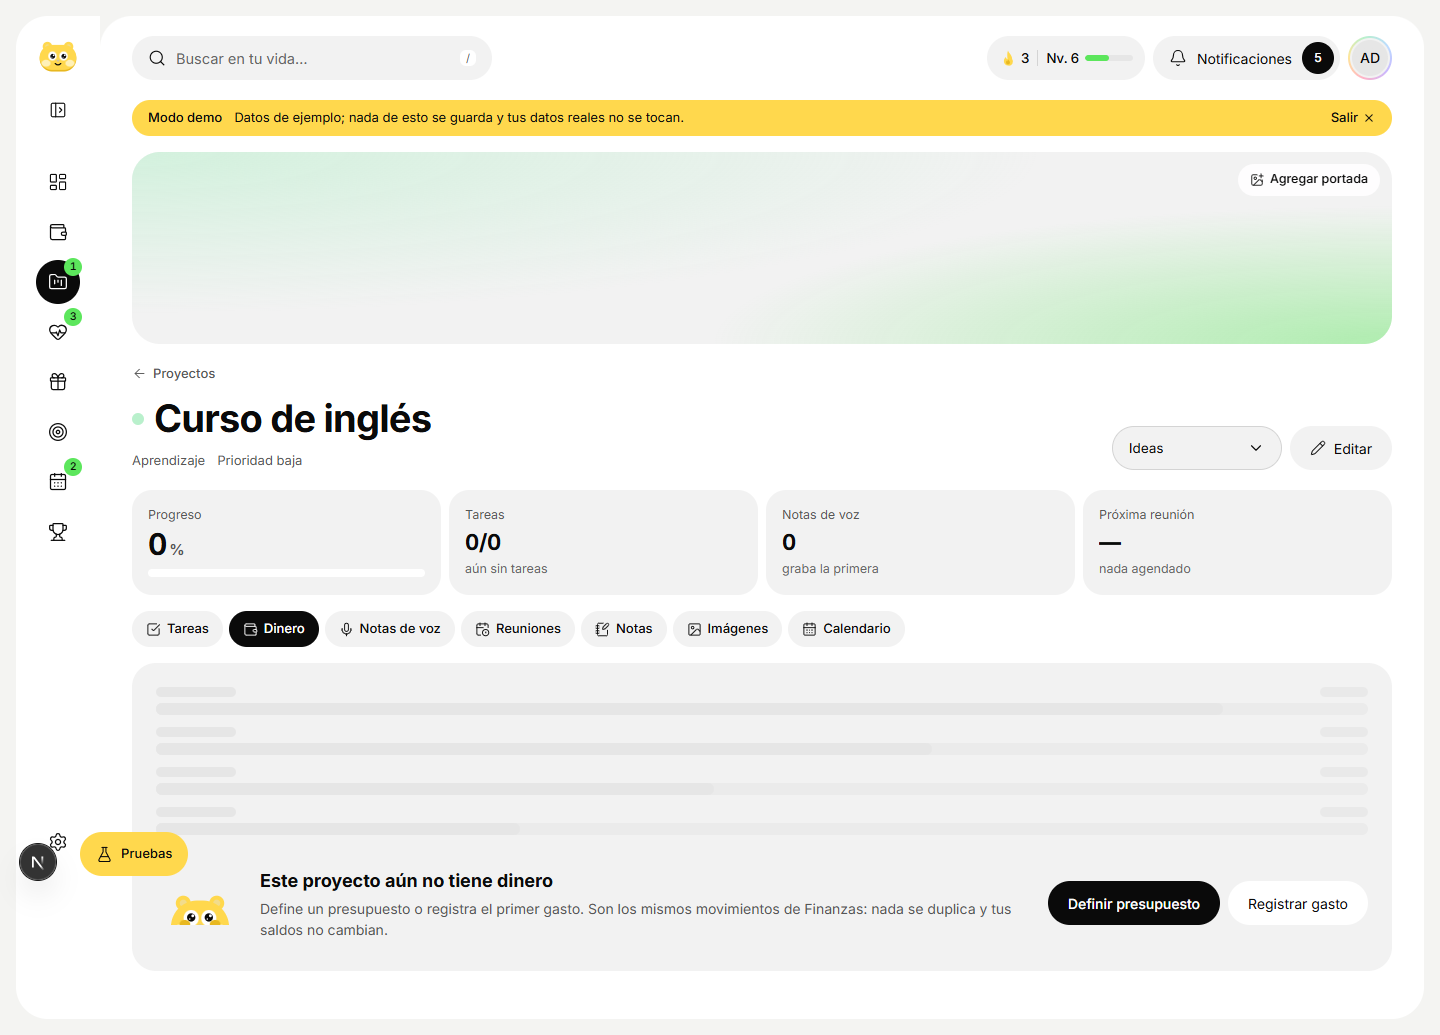 Buscar en tu vida...
/
3
Nv. 6
Notificaciones
5
AD
Modo demo Datos de ejemplo; nada de esto se guarda y tus datos reales no se tocan.
Salir
Agregar portada
1
3
2
Proyectos
Curso de inglés
Aprendizaje Prioridad baja
Ideas
Editar
Progreso
0 %
Tareas
0/0
aún sin tareas
Notas de voz
0
graba la primera
Próxima reunión
—
nada agendado
Tareas
Dinero
Notas de voz
Reuniones
Notas
Imágenes
Calendario
N
Pruebas
Este proyecto aún no tiene dinero
Define un presupuesto o registra el primer gasto. Son los mismos movimientos de Finanzas: nada se duplica y tus
saldos no cambian.
Definir presupuesto
Registrar gasto